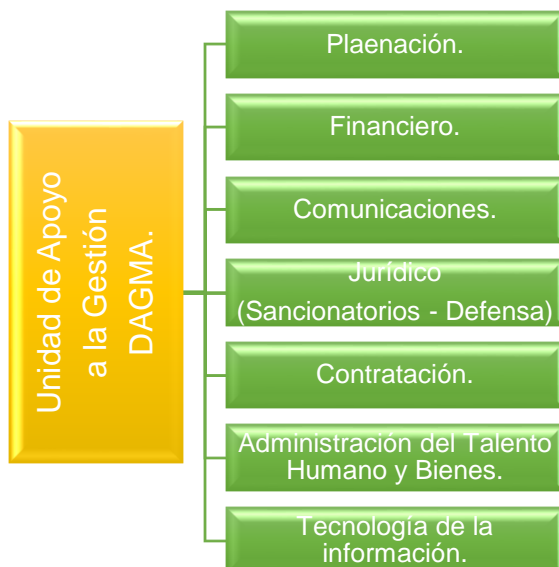 Unidad de Apoyo
a la Gestión
DAGMA.
Plaenación.
Financiero.
Comunicaciones.
Jurídico
(Sancionatorios - Defensa)
Contratación.
Administración del Talento
Humano y Bienes.
Tecnología de la
información.